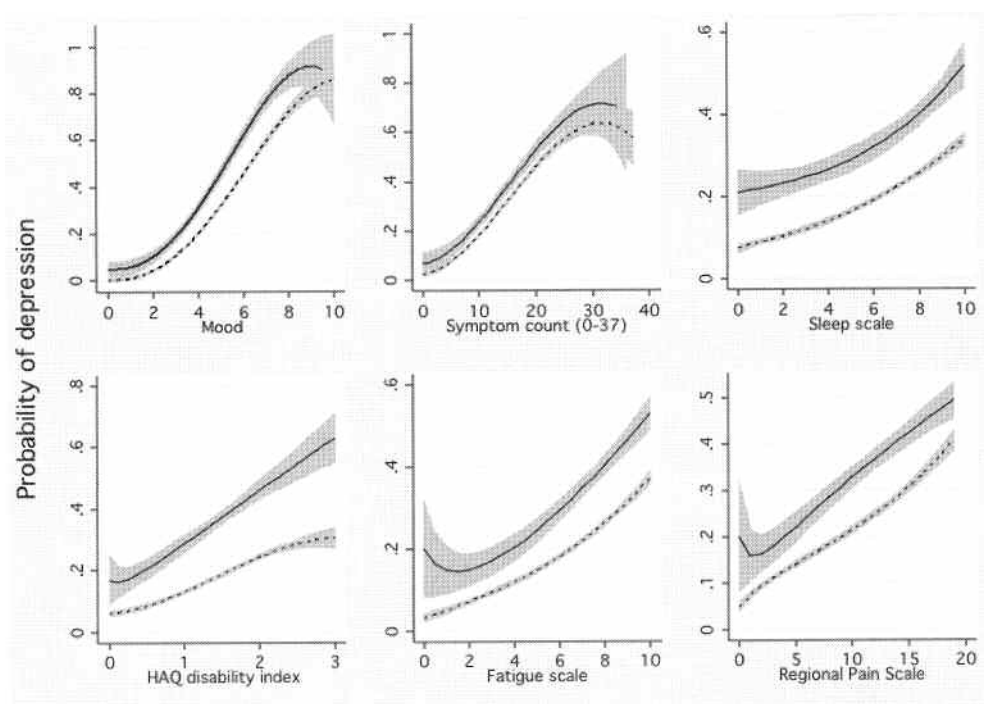 Probability of depression
0 .2 .4 .6 .8 1
0 2 4 6 8 10
Mood
0 .2 .4 .6 .8 1
0 10 20 30 40
Symptom count (0-37)
0 .2 .4 .6
0 2 4 6 8 10
Sleep scale
0 .2 .4 .6 .8
0 1 2 3
HAQ disability index
0 .2 .4 .6
0 2 4 6 8 10
Fatigue scale
0 .1 .2 .3 .4 .5
0 5 10 15 20
Regional Pain Scale